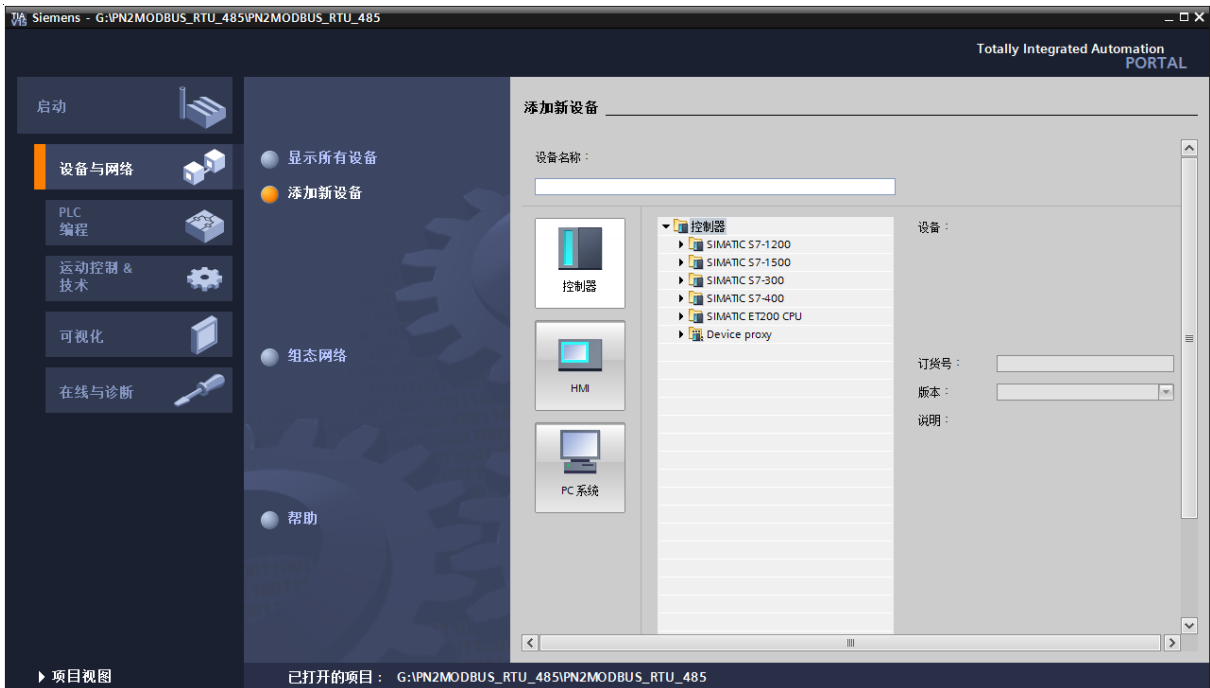 TIA
V15
Siemens - G:\PN2MODBUS_RTU_485\PN2MODBUS_RTU_485
Totally Integrated Automation
PORTAL
启动
设备与网络
PLC
编程
运动控制 &
技术
可视化
在线与诊断
显示所有设备
添加新设备
组态网络
帮助
添加新设备
设备名称：
控制器
HMI
PC 系统
控制器
SIMATIC S7-1200
SIMATIC S7-1500
SIMATIC S7-300
SIMATIC S7-400
SIMATIC ET200 CPU
Device proxy
设备：
订货号：
版本：
说明：
项目视图
已打开的项目： G:\PN2MODBUS_RTU_485\PN2MODBUS_RTU_485